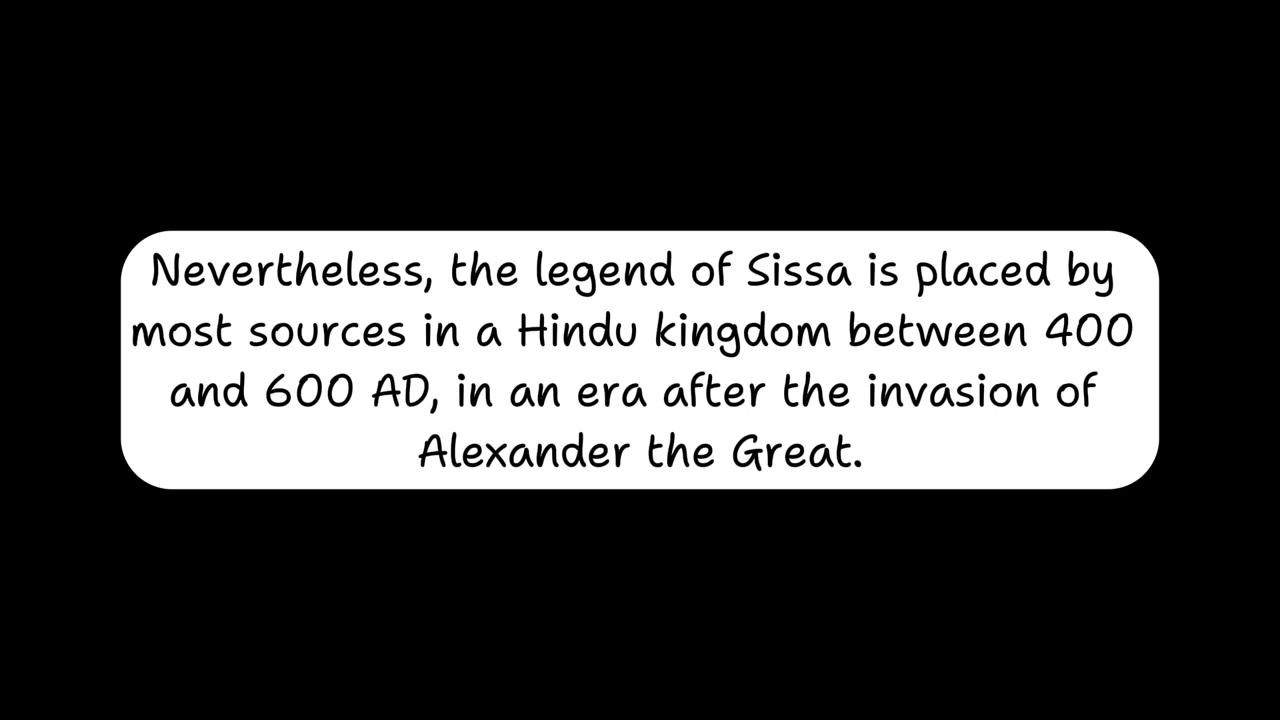 Nevertheless, the legend of Sissa is placed by
most sources in a Hindu kingdom between 400
and 600 AD, in an era after the invasion of
Alexander the Great.